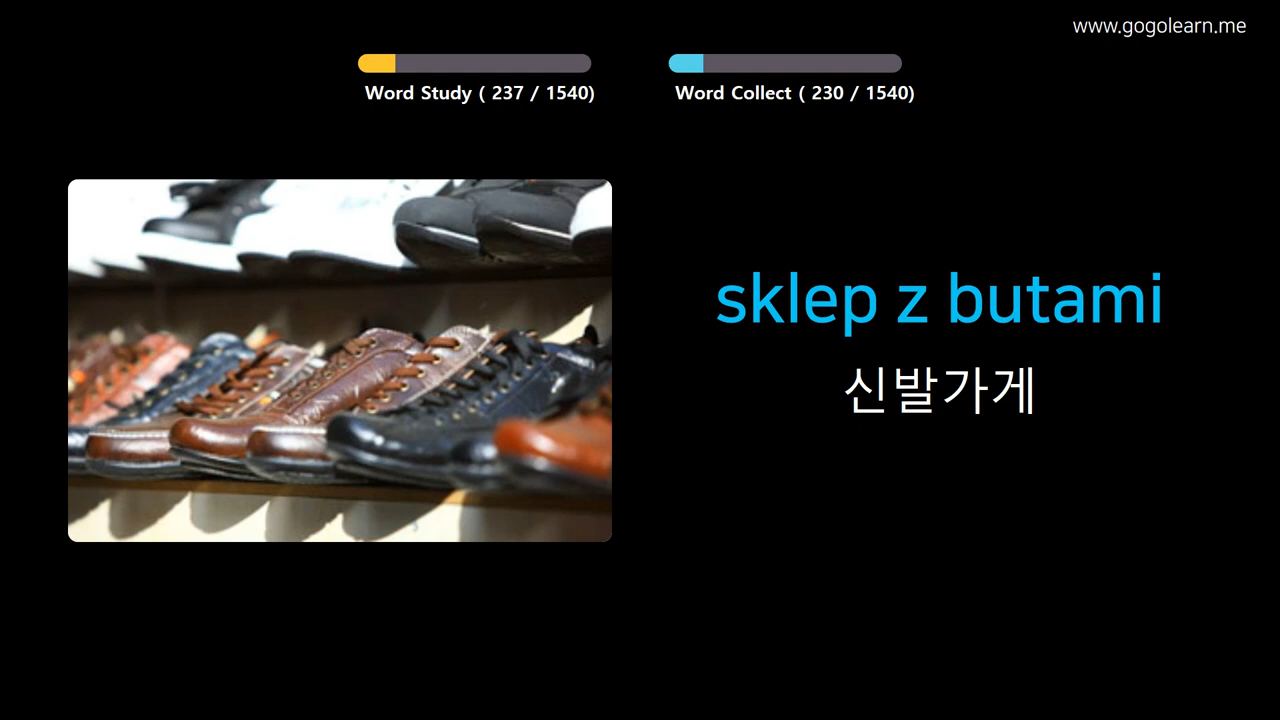 www.gogolearn.me
Word Study ( 237 / 1540)
Word Collect ( 230 / 1540)
sklep z butami
신발가게